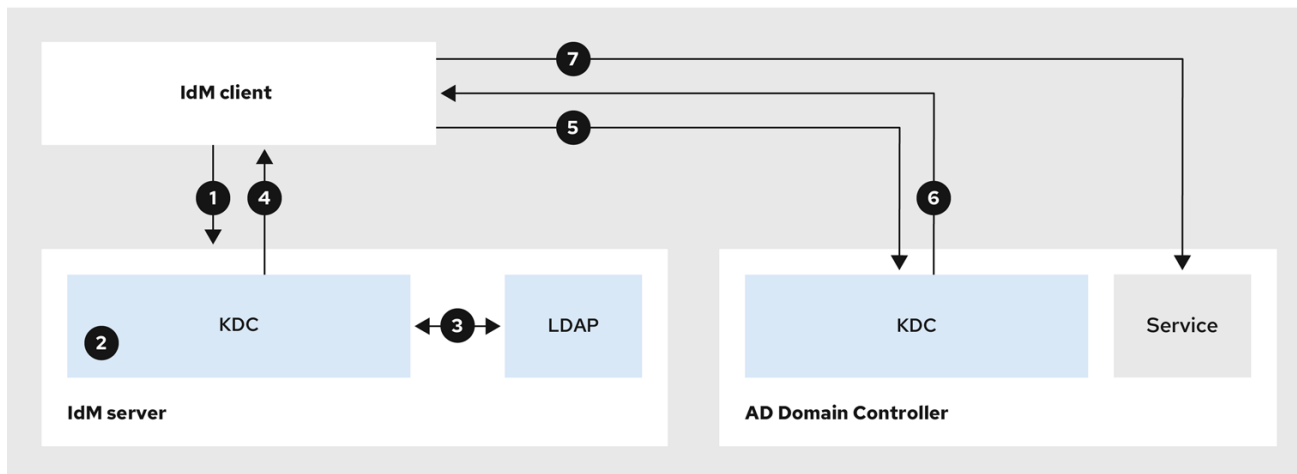 7
IdM client
5
1
4
6
KDC
3
LDAP
KDC
Service
2
IdM server
AD Domain Controller